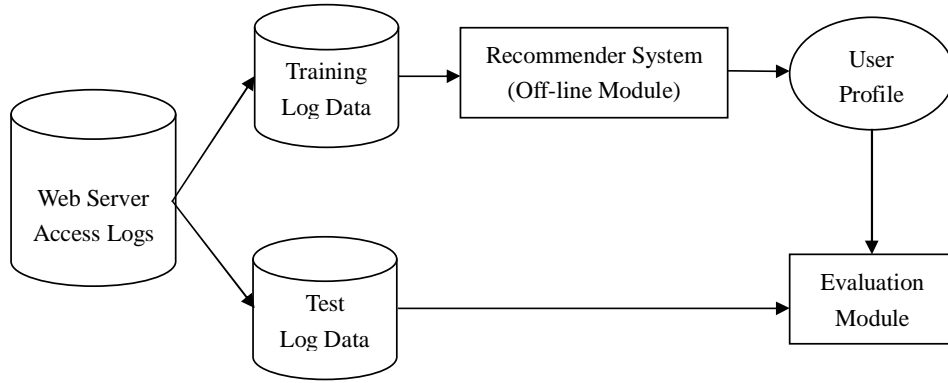 Training
Log Data
Recommender System
(Off-line Module)
User
Profile
Web Server
Access Logs
Test
Log Data
Evaluation
Module